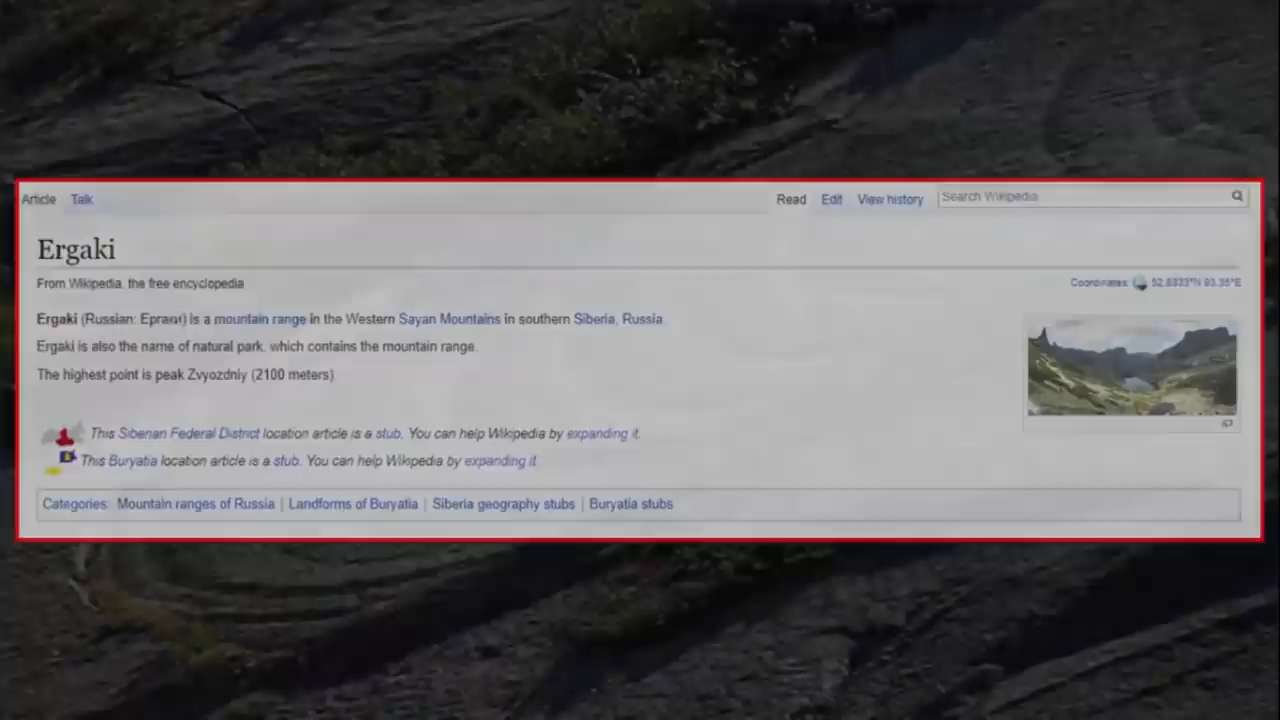 Article Talk Read Edit View history Search Wikipedia
Ergaki
From Wikipedia, the free encyclopedia Coordinates: 52.8333°N 93.35°E
Ergaki (Russian: Ергаки) is a mountain range in the Western Sayan Mountains in southern Siberia, Russia.
Ergaki is also the name of natural park, which contains the mountain range.
The highest point is peak Zvyozdniy (2100 meters)
This Siberian Federal District location article is a stub. You can help Wikipedia by expanding it.
This Buryatia location article is a stub. You can help Wikipedia by expanding it.
Categories: Mountain ranges of Russia | Landforms of Buryatia | Siberia geography stubs | Buryatia stubs